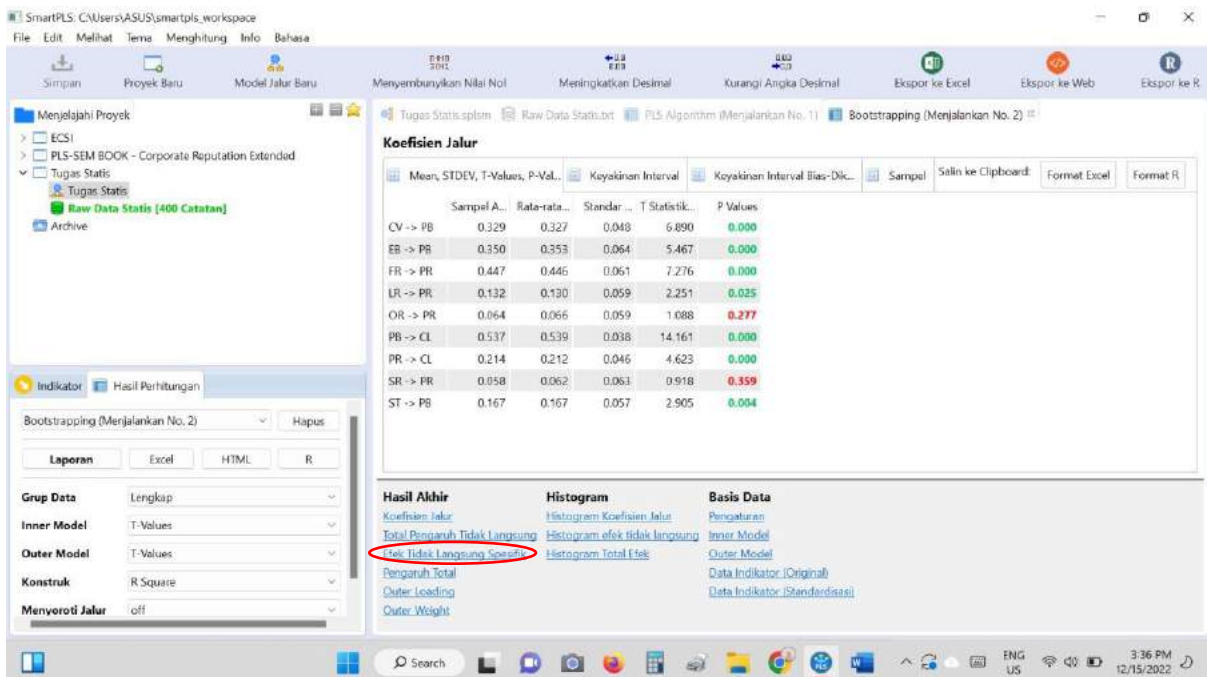 SmartPLS: C:\Users\ASUS\smartpls_workspace
File Edit Melihat Tema Menghitung Info Bahasa
Simpan Proyek Baru Model Jalur Baru Menyembunyikan Nilai Nol Meningkatkan Desimal Kurangi Angka Desimal Ekspor ke Excel Ekspor ke Web Ekspor ke R
Menjelajahi Proyek
ECSI
PLS-SEM BOOK - Corporate Reputation Extended
Tugas Statis
Tugas Statis
Raw Data Statis [400 Catatan]
Archive
Tugas Statis.splsm Raw Data Statis.txt PLS Algorithm (Menjalankan No. 1) Bootstrapping (Menjalankan No. 2)
Koefisien Jalur
Mean, STDEV, T-Values, P-Val... Keyakinan Interval Keyakinan Interval Bias-Dik... Sampel Salin ke Clipboard: Format Excel Format R
Sampel A... Rata-rata... Standar ... T Statistik... P Values
CV -> PB 0.329 0.327 0.048 6.890 0.000
EB -> PB 0.350 0.353 0.064 5.467 0.000
FR -> PR 0.447 0.446 0.061 7.276 0.000
LR -> PR 0.132 0.130 0.059 2.251 0.025
OR -> PR 0.064 0.066 0.059 1.088 0.277
PB -> CL 0.537 0.539 0.038 14.161 0.000
PR -> CL 0.214 0.212 0.046 4.623 0.000
SR -> PR 0.058 0.062 0.063 0.918 0.359
ST -> PB 0.167 0.167 0.057 2.905 0.004
Indikator Hasil Perhitungan
Bootstrapping (Menjalankan No. 2) Hapus
Laporan Excel HTML R
Grup Data Lengkap
Inner Model T-Values
Outer Model T-Values
Konstruk R Square
Menyoroti Jalur off
Hasil Akhir Histogram Basis Data
Koefisien Jalur Histogram Koefisien Jalur Pengaturan
Total Pengaruh Tidak Langsung Histogram efek tidak langsung Inner Model
Efek Tidak Langsung Spesifik Histogram Total Efek Outer Model
Pengaruh Total Data Indikator (Original)
Outer Loading Data Indikator (Standardisasi)
Outer Weight
Search ENG US 3:36 PM 12/15/2022